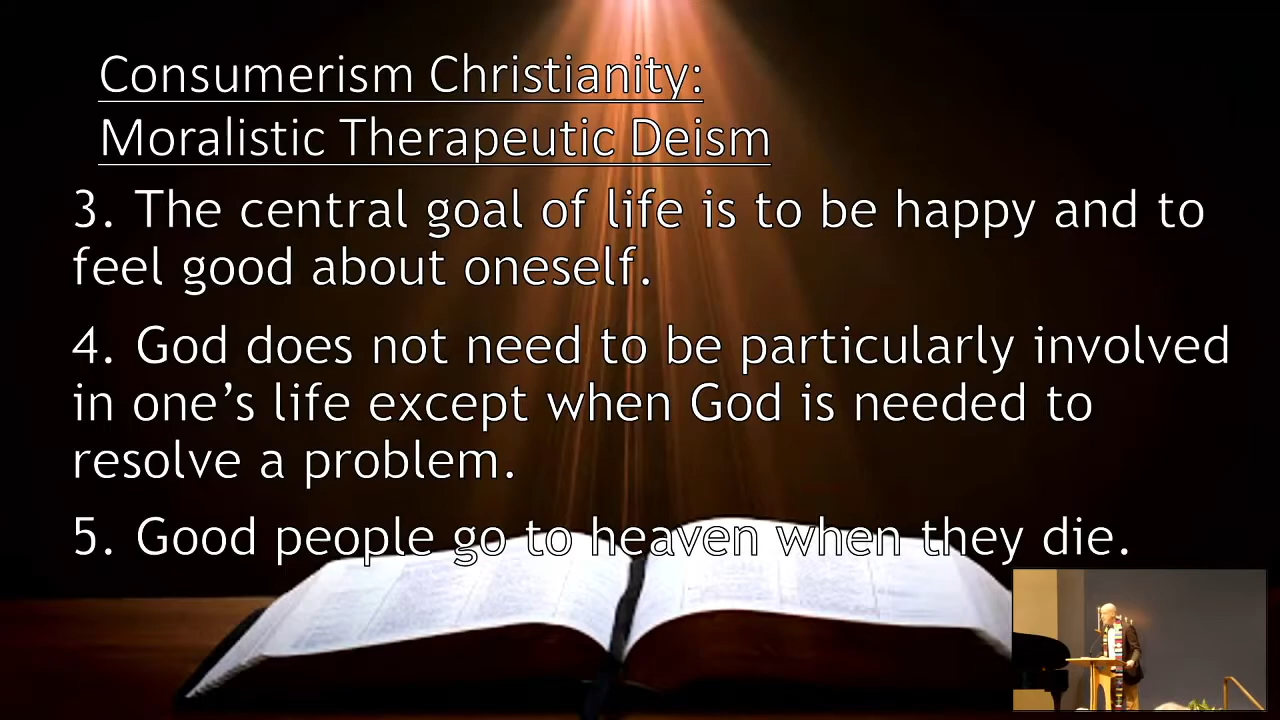 Consumerism Christianity:
Moralistic Therapeutic Deism
3. The central goal of life is to be happy and to
feel good about oneself.
4. God does not need to be particularly involved
in one’s life except when God is needed to
resolve a problem.
5. Good people go to heaven when they die.